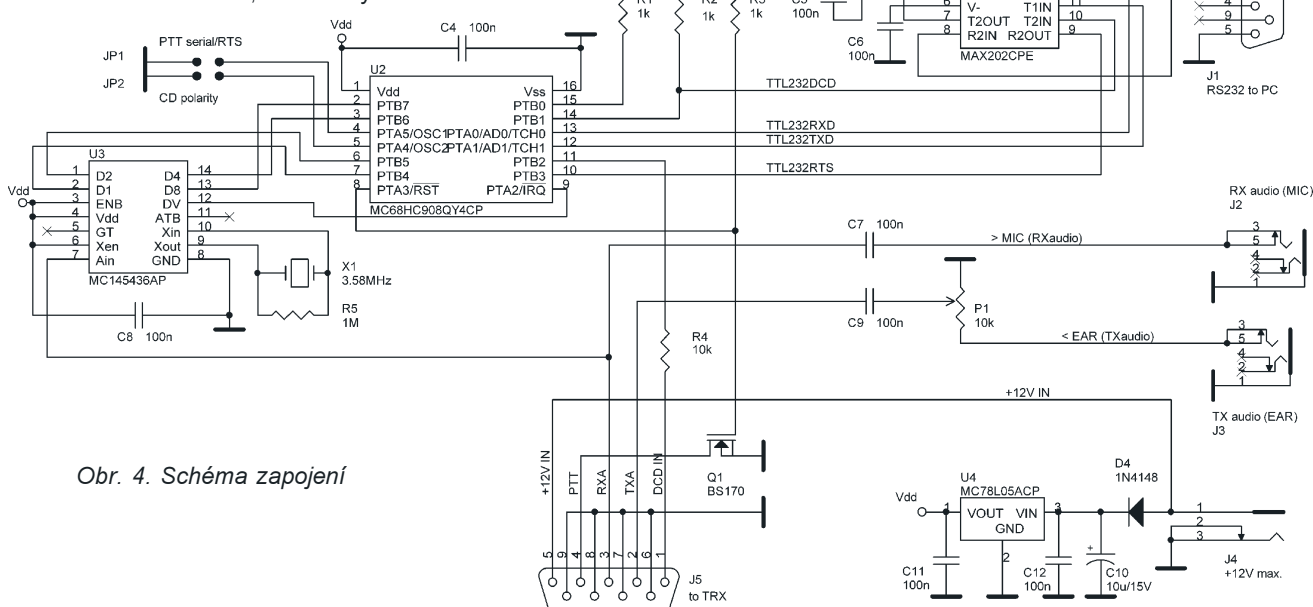 R1
1k
R2
1k
R3
1k
C5
100n
C6
100n
6 V- T1IN 11
7 T2OUT T2IN 10
8 R2IN R2OUT 9
MAX202CPE
4
9
5
J1
RS232 to PC
Vdd
C4 100n
PTT serial/RTS
JP1
JP2
CD polarity
U2
1 Vdd Vss 16
2 PTB7 PTB0 15
3 PTB6 PTB1 14
4 PTA5/OSC1 PTA0/AD0/TCH0 13
5 PTA4/OSC2 PTA1/AD1/TCH1 12
6 PTB5 PTB2 11
7 PTB4 PTB3 10
8 PTA3/RST PTA2/IRQ 9
MC68HC908QY4CP
TTL232DCD
TTL232RXD
TTL232TXD
TTL232RTS
U3
Vdd
1 D2 D4 14
2 D1 D8 13
3 ENB DV 12
4 Vdd ATB 11
5 GT Xin 10
6 Xen Xout 9
7 Ain GND 8
MC145436AP
X1
3.58MHz
R5
1M
C8 100n
C7 100n
> MIC (RXaudio)
RX audio (MIC)
J2
3
5
4
2
1
C9 100n
P1
10k
< EAR (TXaudio)
3
5
4
2
1
TX audio (EAR)
J3
R4
10k
+12V IN
Obr. 4. Schéma zapojení
+12V IN
PTT
RXA
TXA
DCD IN
Q1
BS170
5
9
4
8
3
7
2
6
1
J5
to TRX
U4
MC78L05ACP
Vdd
1 VOUT VIN 3
GND
2
D4
1N4148
C11
100n
C12
100n
+
C10
10u/15V
1
2
3
J4
+12V max.